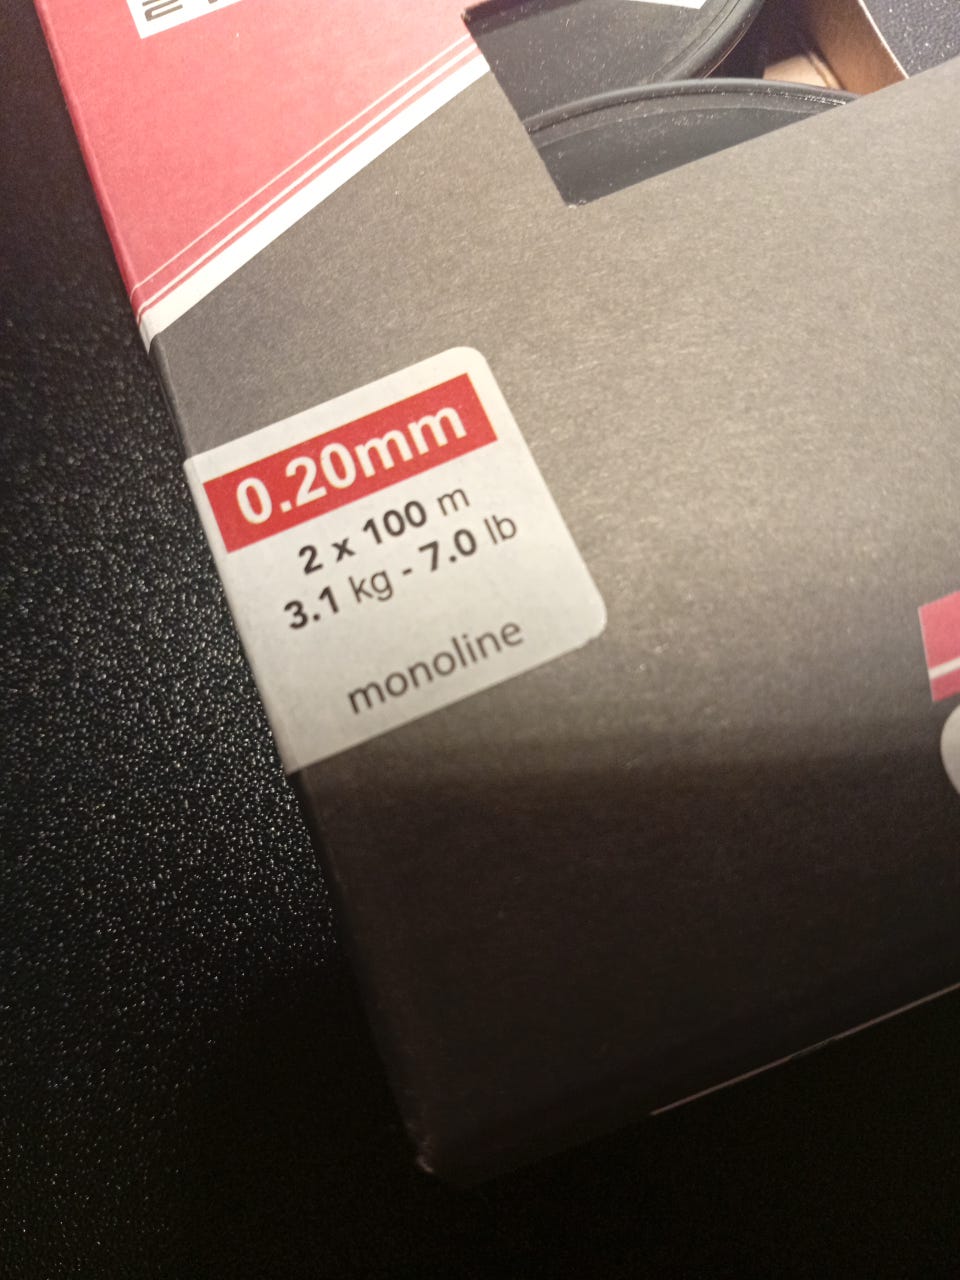 0.20mm
2 x 100 m
3.1 kg - 7.0 lb
monoline